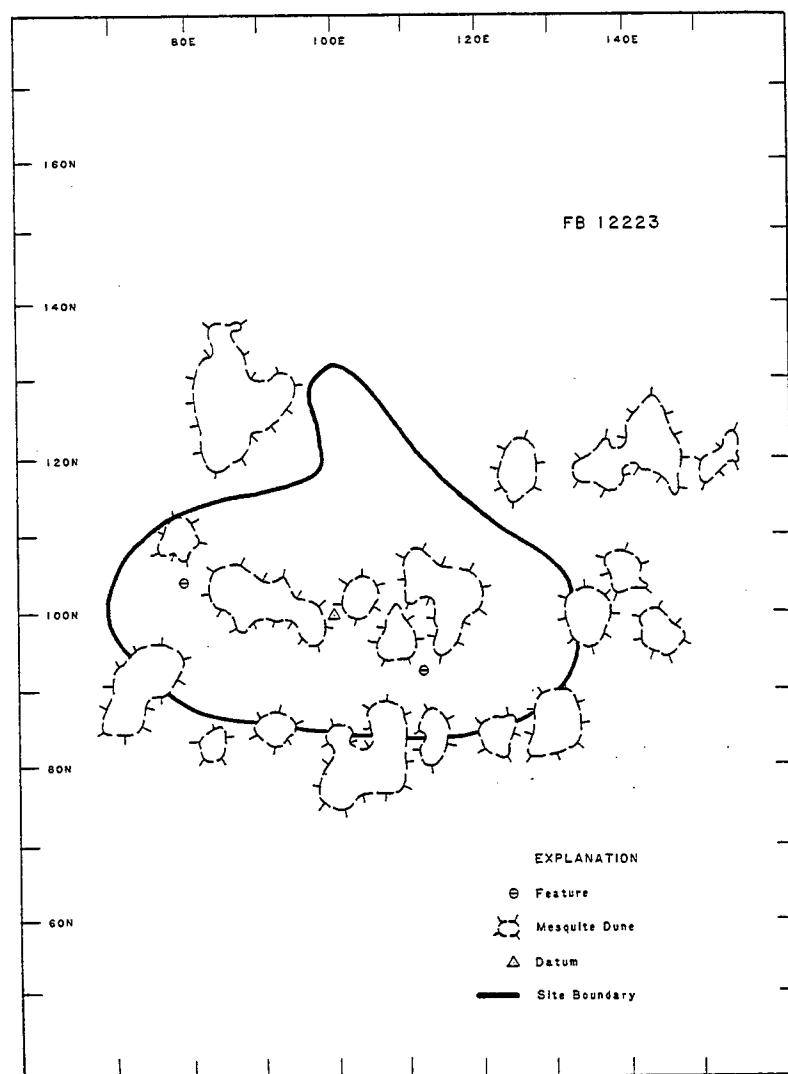 80E 100E 120E 140E
160N
FB 12223
140N
120N
100N
80N
EXPLANATION
Feature
Mesquite Dune
60N
Datum
Site Boundary